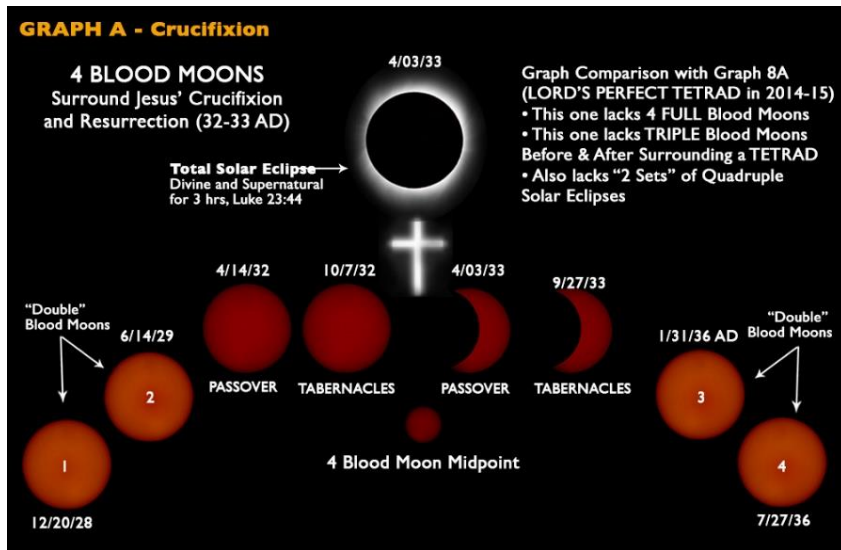 GRAPH A - Crucifixion
4 BLOOD MOONS
Surround Jesus' Crucifixion
and Resurrection (32-33 AD)
4/03/33
Graph Comparison with Graph 8A
(LORD'S PERFECT TETRAD in 2014-15)
• This one lacks 4 FULL Blood Moons
• This one lacks TRIPLE Blood Moons
Before & After Surrounding a TETRAD
• Also lacks "2 Sets" of Quadruple
Solar Eclipses
Total Solar Eclipse
Divine and Supernatural
for 3 hrs, Luke 23:44
"Double"
Blood Moons
6/14/29
4/14/32
10/7/32
4/03/33
9/27/33
1/31/36 AD
"Double"
Blood Moons
PASSOVER
TABERNACLES
PASSOVER
TABERNACLES
2
3
1
4
4 Blood Moon Midpoint
12/20/28
7/27/36